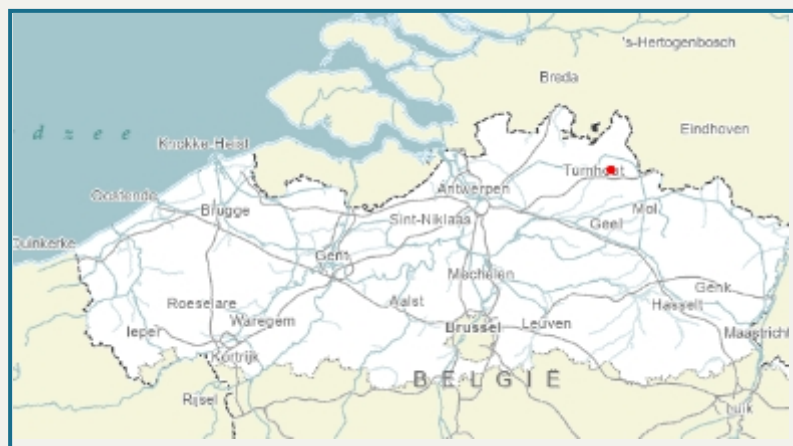 's-Hertogenbosch
Breda
d z e e
Eindhoven
Knokke-Heist
Turnhout
Oostende
Antwerpen
Brugge
Mol
Sint-Niklaas
Geel
Duinkerke
Gent
Mechelen
Genk
Roeselare
Aalst
Hasselt
Waregem
Brussel
Leuven
Ieper
Maastricht
Kortrijk
BELGIË
Rijsel
Luik